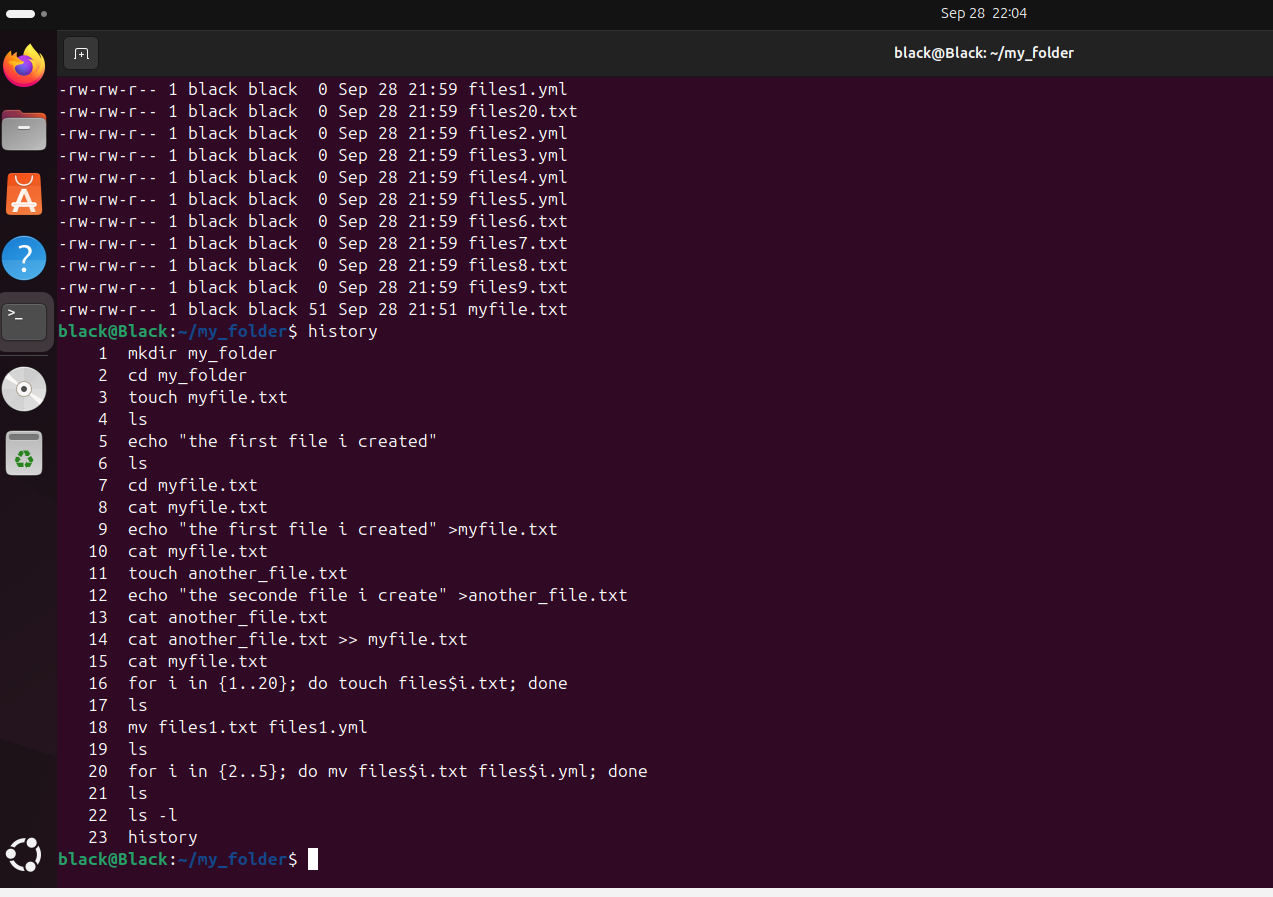 Sep 28 22:04
black@Black: ~/my_folder
-rw-rw-r-- 1 black black  0 Sep 28 21:59 files1.yml
-rw-rw-r-- 1 black black  0 Sep 28 21:59 files20.txt
-rw-rw-r-- 1 black black  0 Sep 28 21:59 files2.yml
-rw-rw-r-- 1 black black  0 Sep 28 21:59 files3.yml
-rw-rw-r-- 1 black black  0 Sep 28 21:59 files4.yml
-rw-rw-r-- 1 black black  0 Sep 28 21:59 files5.yml
-rw-rw-r-- 1 black black  0 Sep 28 21:59 files6.txt
-rw-rw-r-- 1 black black  0 Sep 28 21:59 files7.txt
-rw-rw-r-- 1 black black  0 Sep 28 21:59 files8.txt
-rw-rw-r-- 1 black black  0 Sep 28 21:59 files9.txt
-rw-rw-r-- 1 black black 51 Sep 28 21:51 myfile.txt
black@Black:~/my_folder$ history
    1  mkdir my_folder
    2  cd my_folder
    3  touch myfile.txt
    4  ls
    5  echo "the first file i created"
    6  ls
    7  cd myfile.txt
    8  cat myfile.txt
    9  echo "the first file i created" >myfile.txt
   10  cat myfile.txt
   11  touch another_file.txt
   12  echo "the seconde file i create" >another_file.txt
   13  cat another_file.txt
   14  cat another_file.txt >> myfile.txt
   15  cat myfile.txt
   16  for i in {1..20}; do touch files$i.txt; done
   17  ls
   18  mv files1.txt files1.yml
   19  ls
   20  for i in {2..5}; do mv files$i.txt files$i.yml; done
   21  ls
   22  ls -l
   23  history
black@Black:~/my_folder$